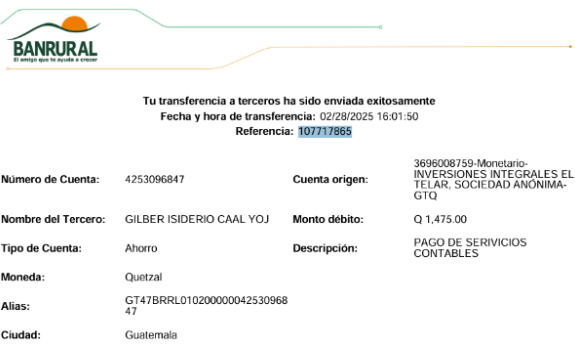 BANRURAL
El amigo que te ayuda a crecer
Tu transferencia a terceros ha sido enviada exitosamente
Fecha y hora de transferencia: 02/28/2025 16:01:50
Referencia: 107717865
Número de Cuenta: 4253096847
Cuenta origen: 3696008759-Monetario-
INVERSIONES INTEGRALES EL
TELAR, SOCIEDAD ANÓNIMA-
GTQ
Nombre del Tercero: GILBER ISIDERIO CAAL YOJ
Monto débito: Q 1,475.00
Tipo de Cuenta: Ahorro
Descripción: PAGO DE SERIVICIOS
CONTABLES
Moneda: Quetzal
Alias: GT47BRRL010200000042530968
47
Ciudad: Guatemala